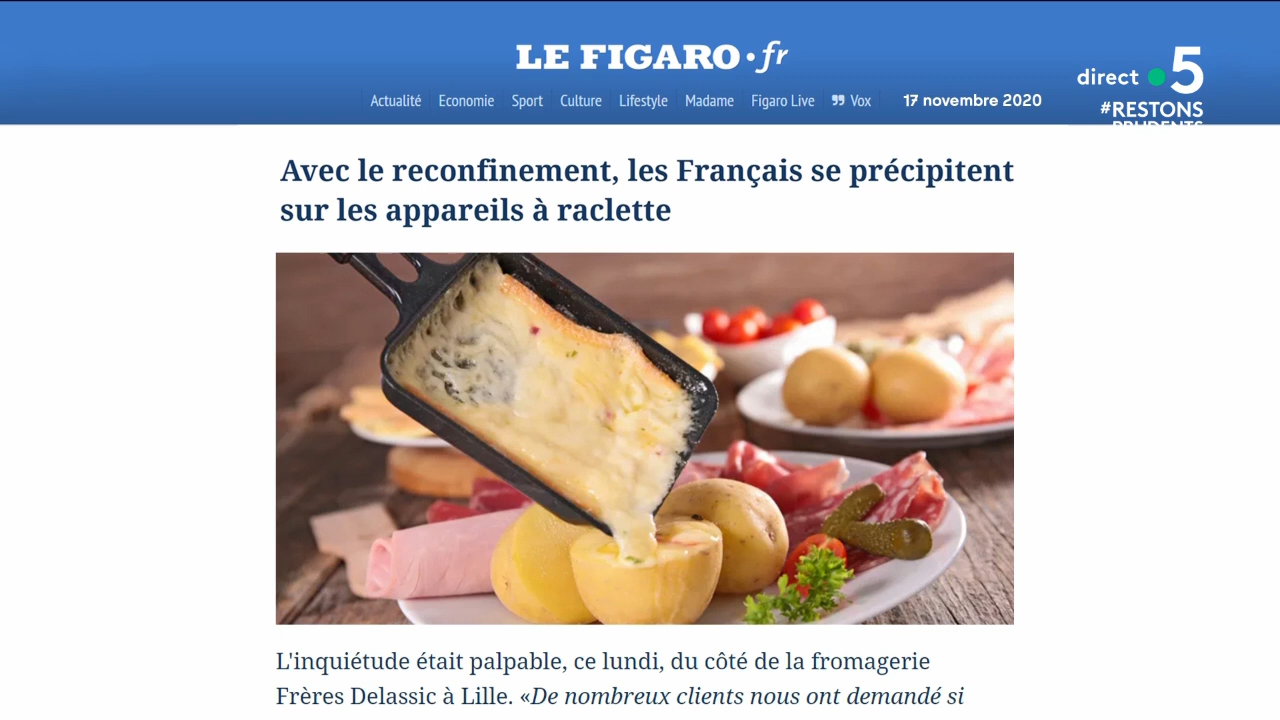 LE FIGARO•fr
direct 5
Actualité Economie Sport Culture Lifestyle Madame Figaro Live Vox 17 novembre 2020
#RESTONS
PRUDENTS
Avec le reconfinement, les Français se précipitent
sur les appareils à raclette
L'inquiétude était palpable, ce lundi, du côté de la fromagerie
Frères Delassic à Lille. «De nombreux clients nous ont demandé si